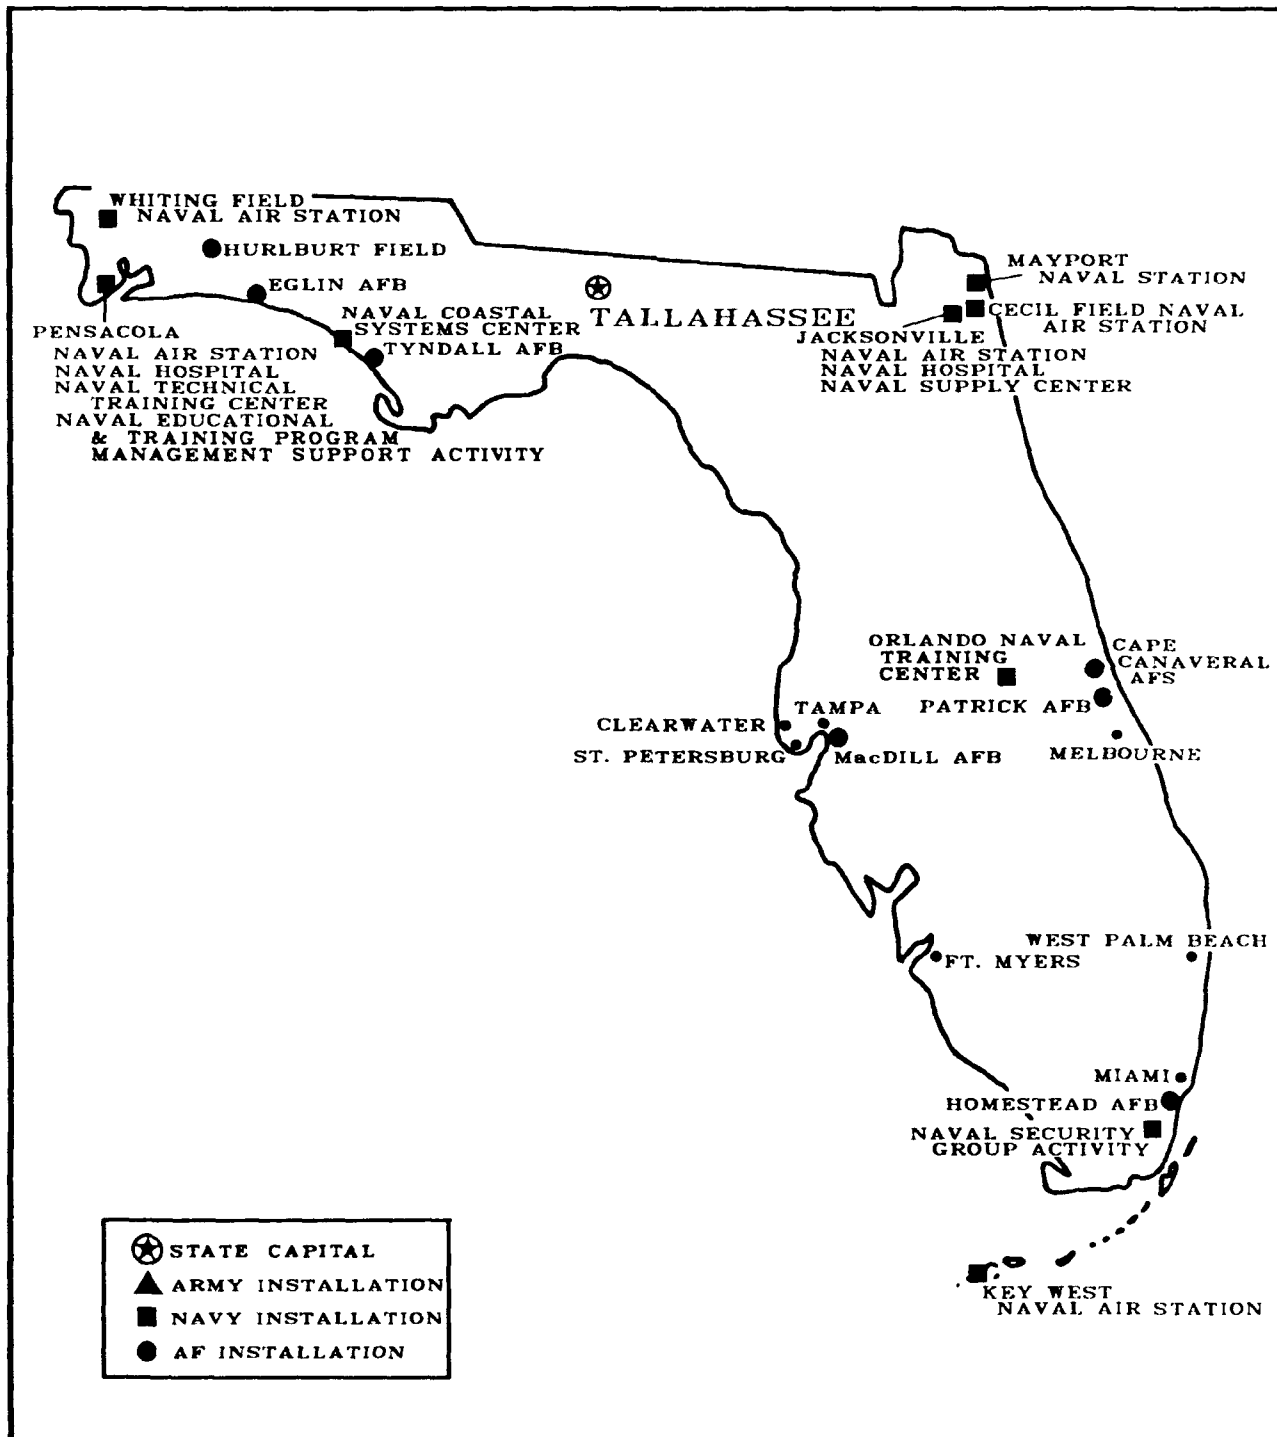 WHITING FIELD
NAVAL AIR STATION
HURLBURT FIELD
EGLIN AFB
PENSACOLA
NAVAL AIR STATION
NAVAL HOSPITAL
NAVAL TECHNICAL
TRAINING CENTER
NAVAL EDUCATIONAL
& TRAINING PROGRAM
MANAGEMENT SUPPORT ACTIVITY
NAVAL COASTAL
SYSTEMS CENTER
TYNDALL AFB
TALLAHASSEE
MAYPORT
NAVAL STATION
CECIL FIELD NAVAL
AIR STATION
JACKSONVILLE
NAVAL AIR STATION
NAVAL HOSPITAL
NAVAL SUPPLY CENTER
ORLANDO NAVAL
TRAINING
CENTER
CAPE
CANAVERAL
AFS
PATRICK AFB
TAMPA
CLEARWATER
ST. PETERSBURG
MacDILL AFB
MELBOURNE
WEST PALM BEACH
FT. MYERS
MIAMI
HOMESTEAD AFB
NAVAL SECURITY
GROUP ACTIVITY
KEY WEST
NAVAL AIR STATION
STATE CAPITAL
ARMY INSTALLATION
NAVY INSTALLATION
AF INSTALLATION